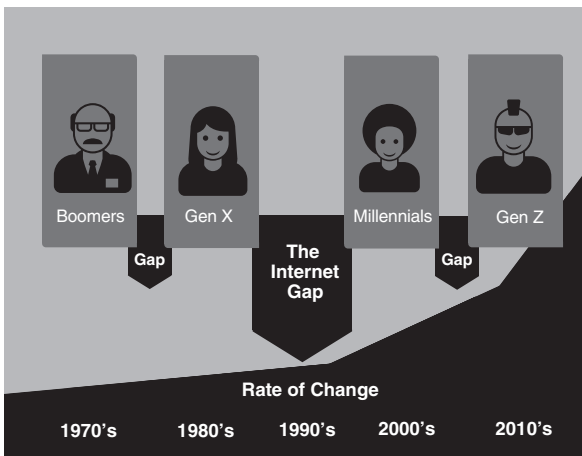 Boomers
Gen X
Millennials
Gen Z
Gap
The
Internet
Gap
Gap
Rate of Change
1970's
1980's
1990's
2000's
2010's